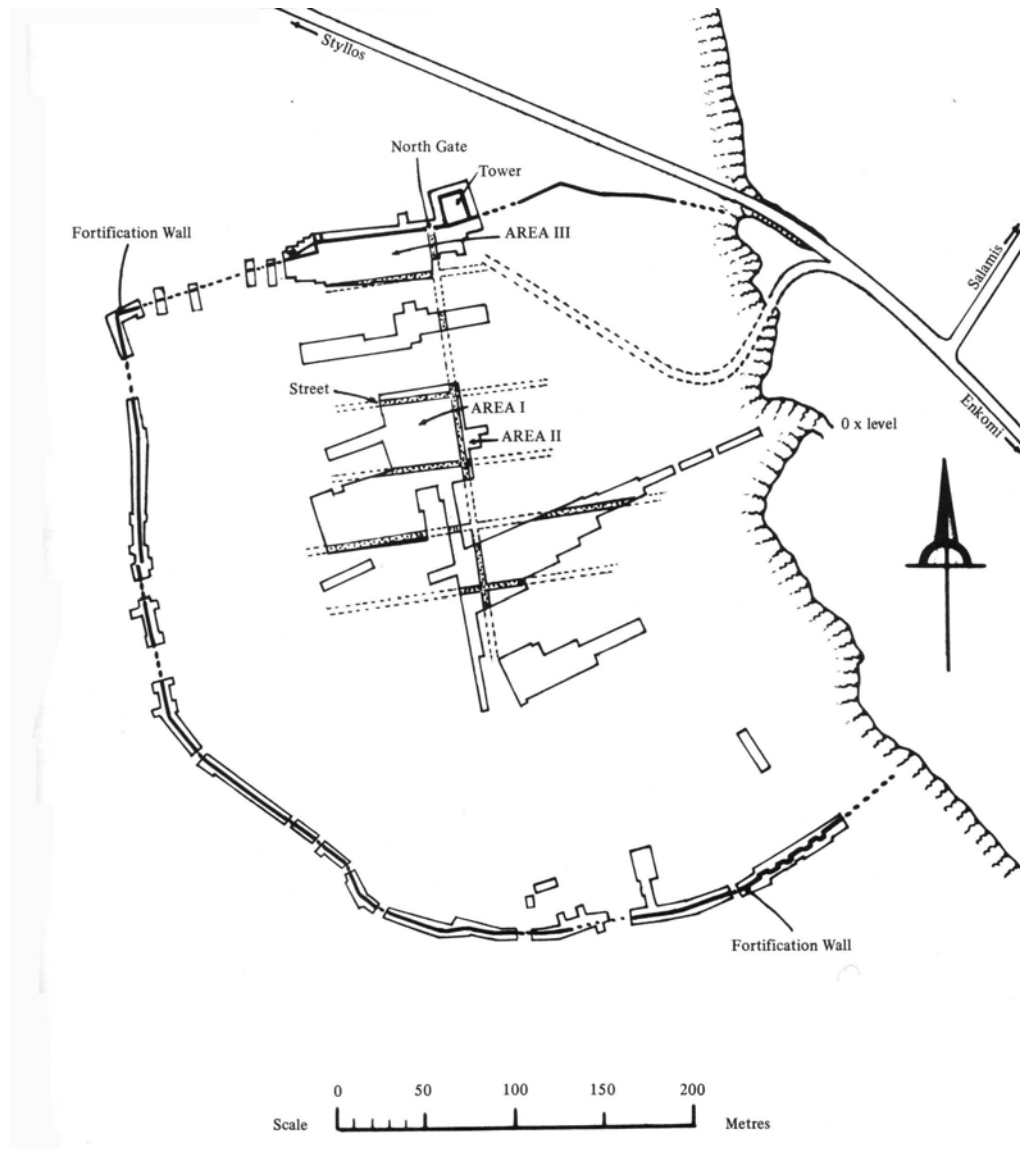 Styllos
North Gate
Tower
Fortification Wall
AREA III
Salamis
Street
AREA I
AREA II
Enkomi
0 x level
Fortification Wall
0 50 100 150 200
Scale Metres